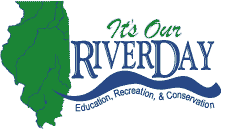 It's Our
RIVERDAY
Education, Recreation, & Conservation